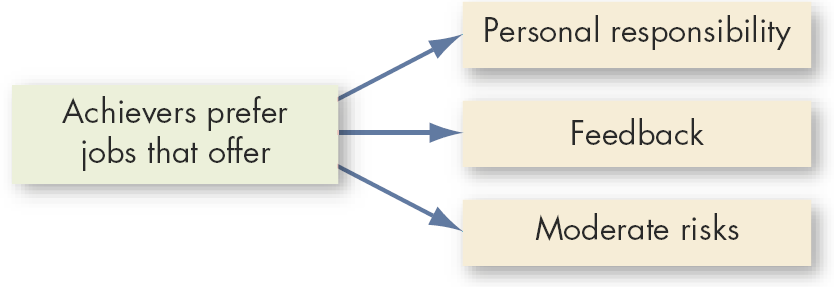 Achievers prefer
jobs that offer
Personal responsibility
Feedback
Moderate risks